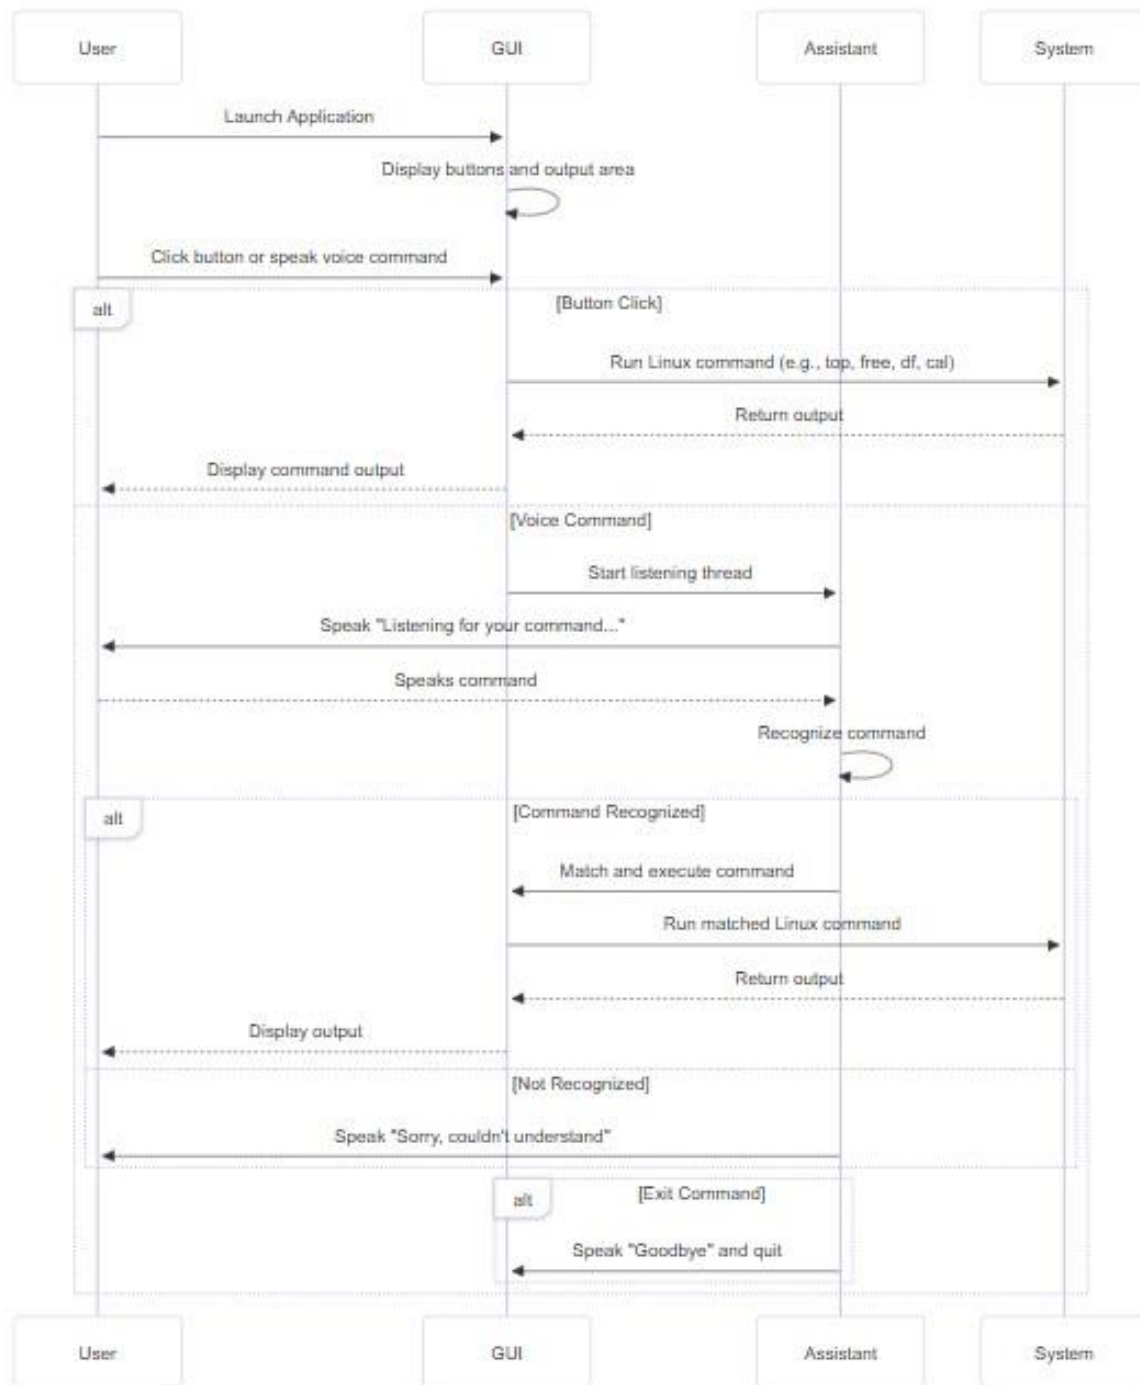 User GUI Assistant System
Launch Application
Display buttons and output area
Click button or speak voice command
alt [Button Click]
Run Linux command (e.g., top, free, df, cal)
Return output
Display command output
[Voice Command]
Start listening thread
Speak "Listening for your command..."
Speaks command
Recognize command
alt [Command Recognized]
Match and execute command
Run matched Linux command
Return output
Display output
[Not Recognized]
Speak "Sorry, couldn't understand"
alt [Exit Command]
Speak "Goodbye" and quit
User GUI Assistant System